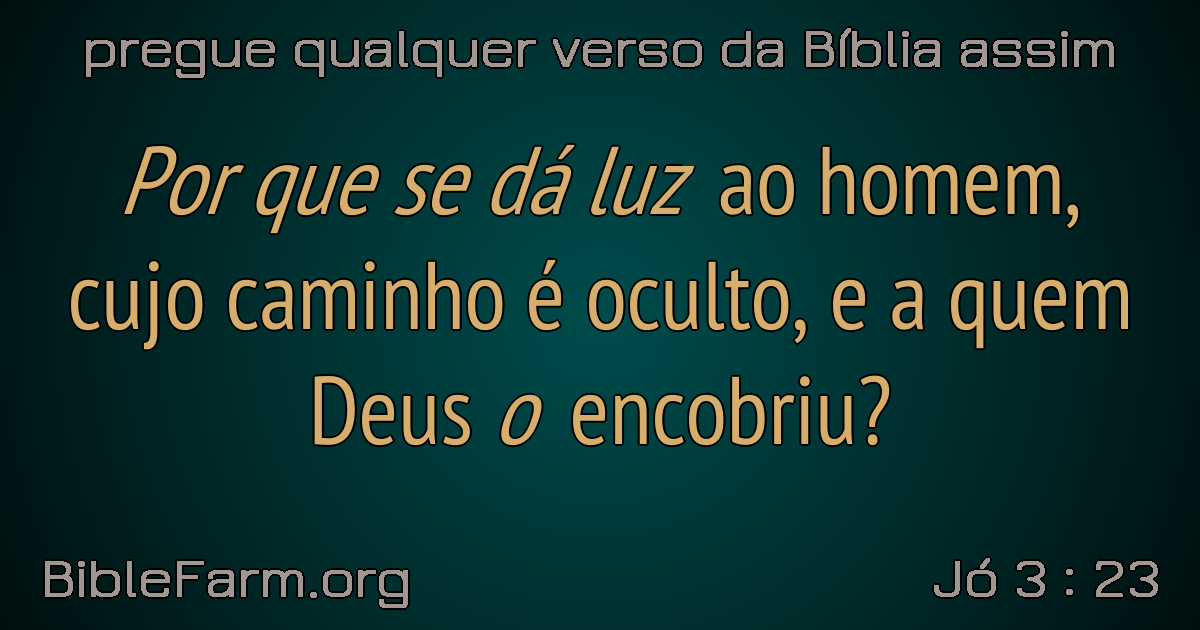 pregue qualquer verso da Bíblia assim
Por que se dá luz ao homem,
cujo caminho é oculto, e a quem
Deus o encobriu?
BibleFarm.org
Jó 3 : 23